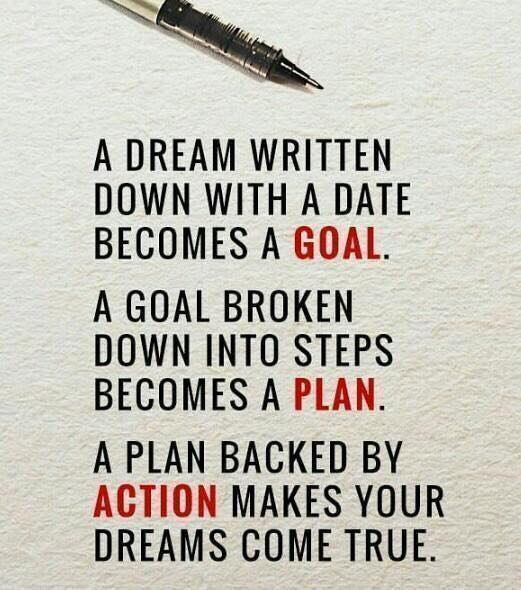 A DREAM WRITTEN
DOWN WITH A DATE
BECOMES A GOAL.
A GOAL BROKEN
DOWN INTO STEPS
BECOMES A PLAN.
A PLAN BACKED BY
ACTION MAKES YOUR
DREAMS COME TRUE.